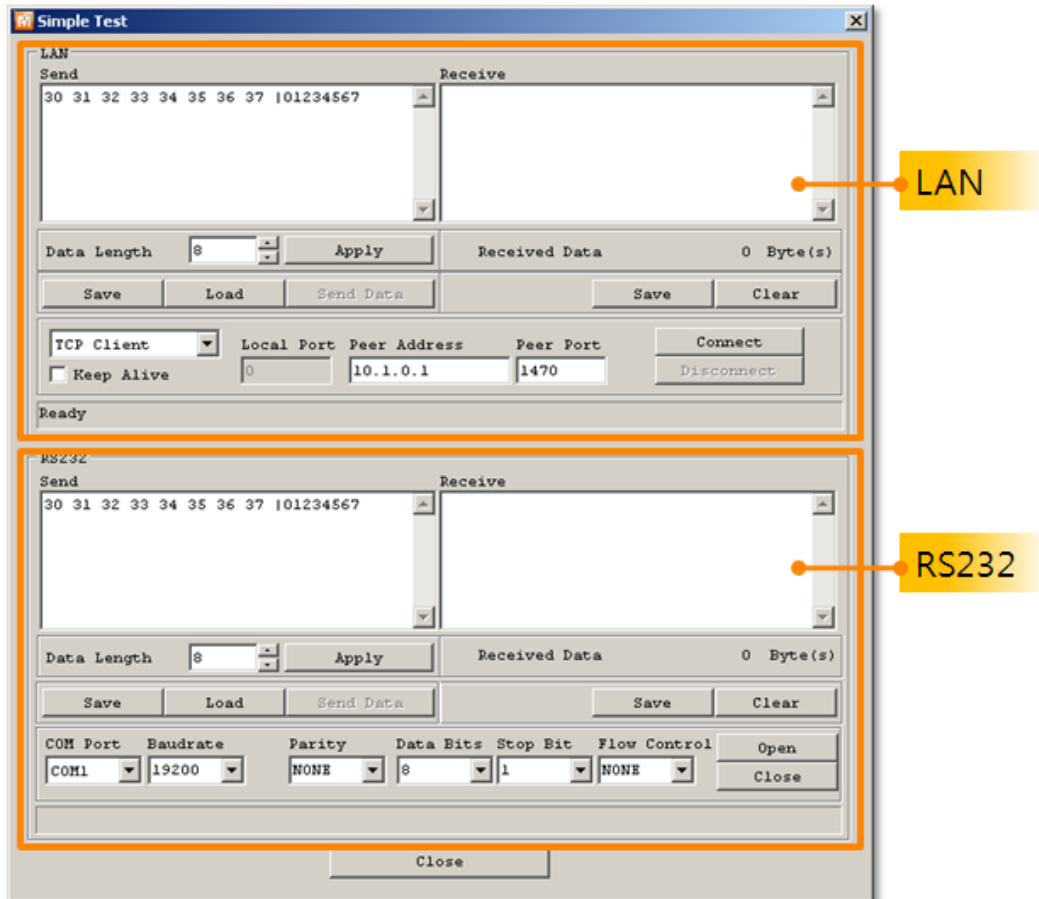 Simple Test
LAN
Send Receive
30 31 32 33 34 35 36 37 |01234567
LAN
Data Length 8 Apply Received Data 0 Byte(s)
Save Load Send Data Save Clear
TCP Client Local Port Peer Address Peer Port Connect
Keep Alive 0 10.1.0.1 1470 Disconnect
Ready
RS232
Send Receive
30 31 32 33 34 35 36 37 |01234567
RS232
Data Length 8 Apply Received Data 0 Byte(s)
Save Load Send Data Save Clear
COM Port Baudrate Parity Data Bits Stop Bit Flow Control Open
COM1 19200 NONE 8 1 NONE Close
Close